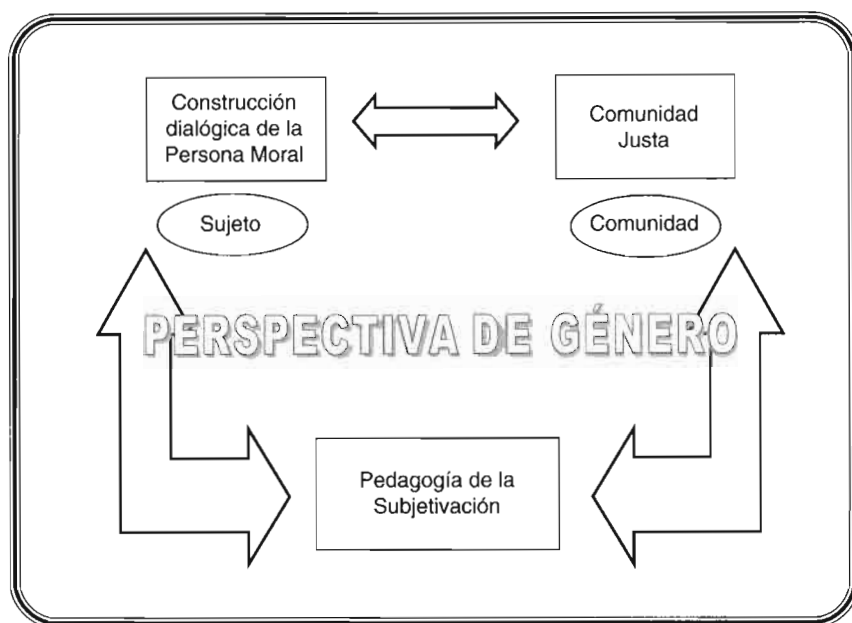 Construcción
dialógica de la
Persona Moral
Comunidad
Justa
Sujeto
Comunidad
PERSPECTIVA DE GÉNERO
Pedagogía de la
Subjetivación